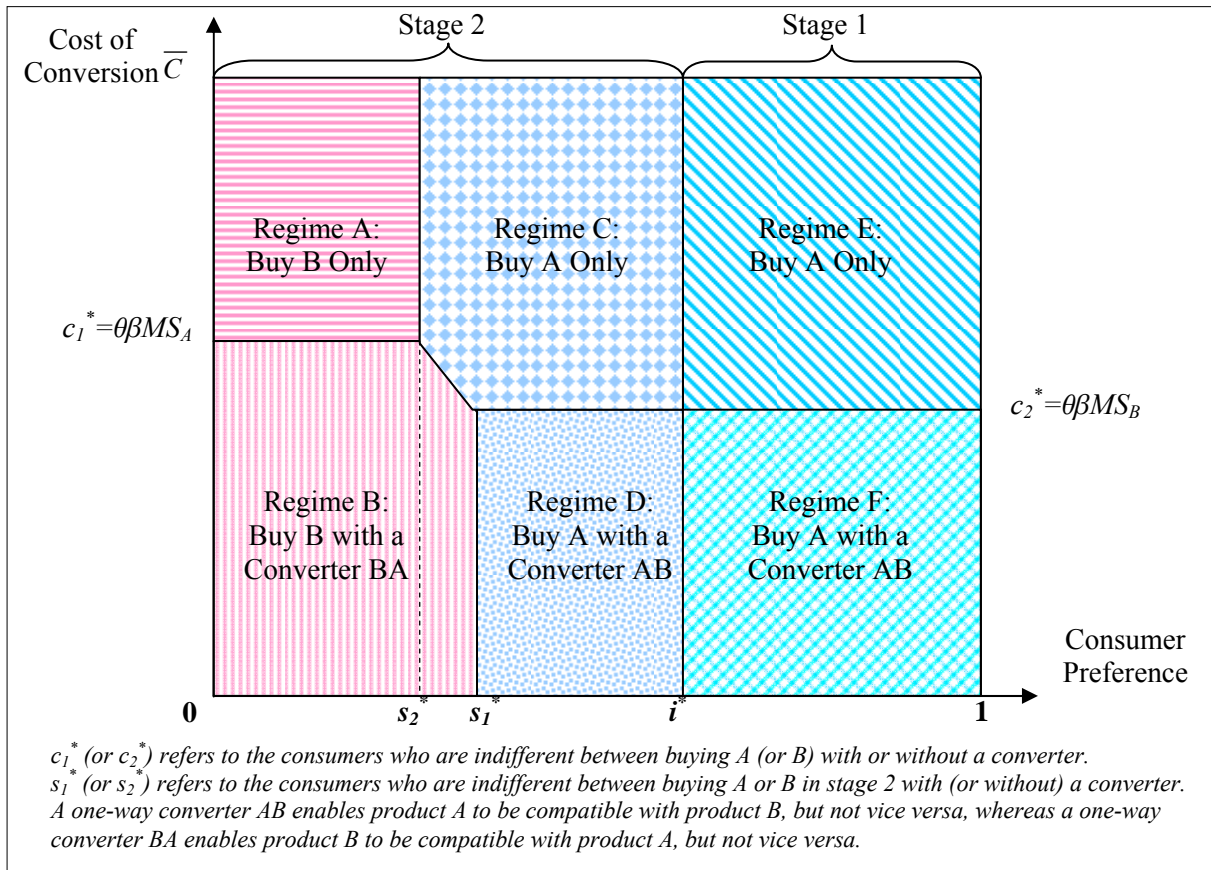 Stage 2
Stage 1
Cost of
Conversion C̅
Regime A:
Buy B Only
Regime C:
Buy A Only
Regime E:
Buy A Only
c₁*=θβMS_A
c₂*=θβMS_B
Regime B:
Buy B with a
Converter BA
Regime D:
Buy A with a
Converter AB
Regime F:
Buy A with a
Converter AB
Consumer
Preference
0
s₂*
s₁*
i*
1
c₁* (or c₂*) refers to the consumers who are indifferent between buying A (or B) with or without a converter.
s₁* (or s₂*) refers to the consumers who are indifferent between buying A or B in stage 2 with (or without) a converter.
A one-way converter AB enables product A to be compatible with product B, but not vice versa, whereas a one-way
converter BA enables product B to be compatible with product A, but not vice versa.